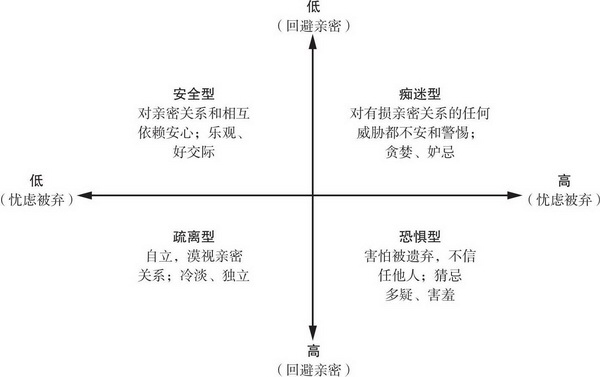 低
（回避亲密）
安全型
对亲密关系和相互
依赖安心；乐观、
好交际
痴迷型
对有损亲密关系的任何
威胁都不安和警惕；
贪婪、妒忌
低
（忧虑被弃）
高
（忧虑被弃）
疏离型
自立，漠视亲密
关系；冷淡、独立
恐惧型
害怕被遗弃，不信
任他人；猜忌
多疑、害羞
高
（回避亲密）